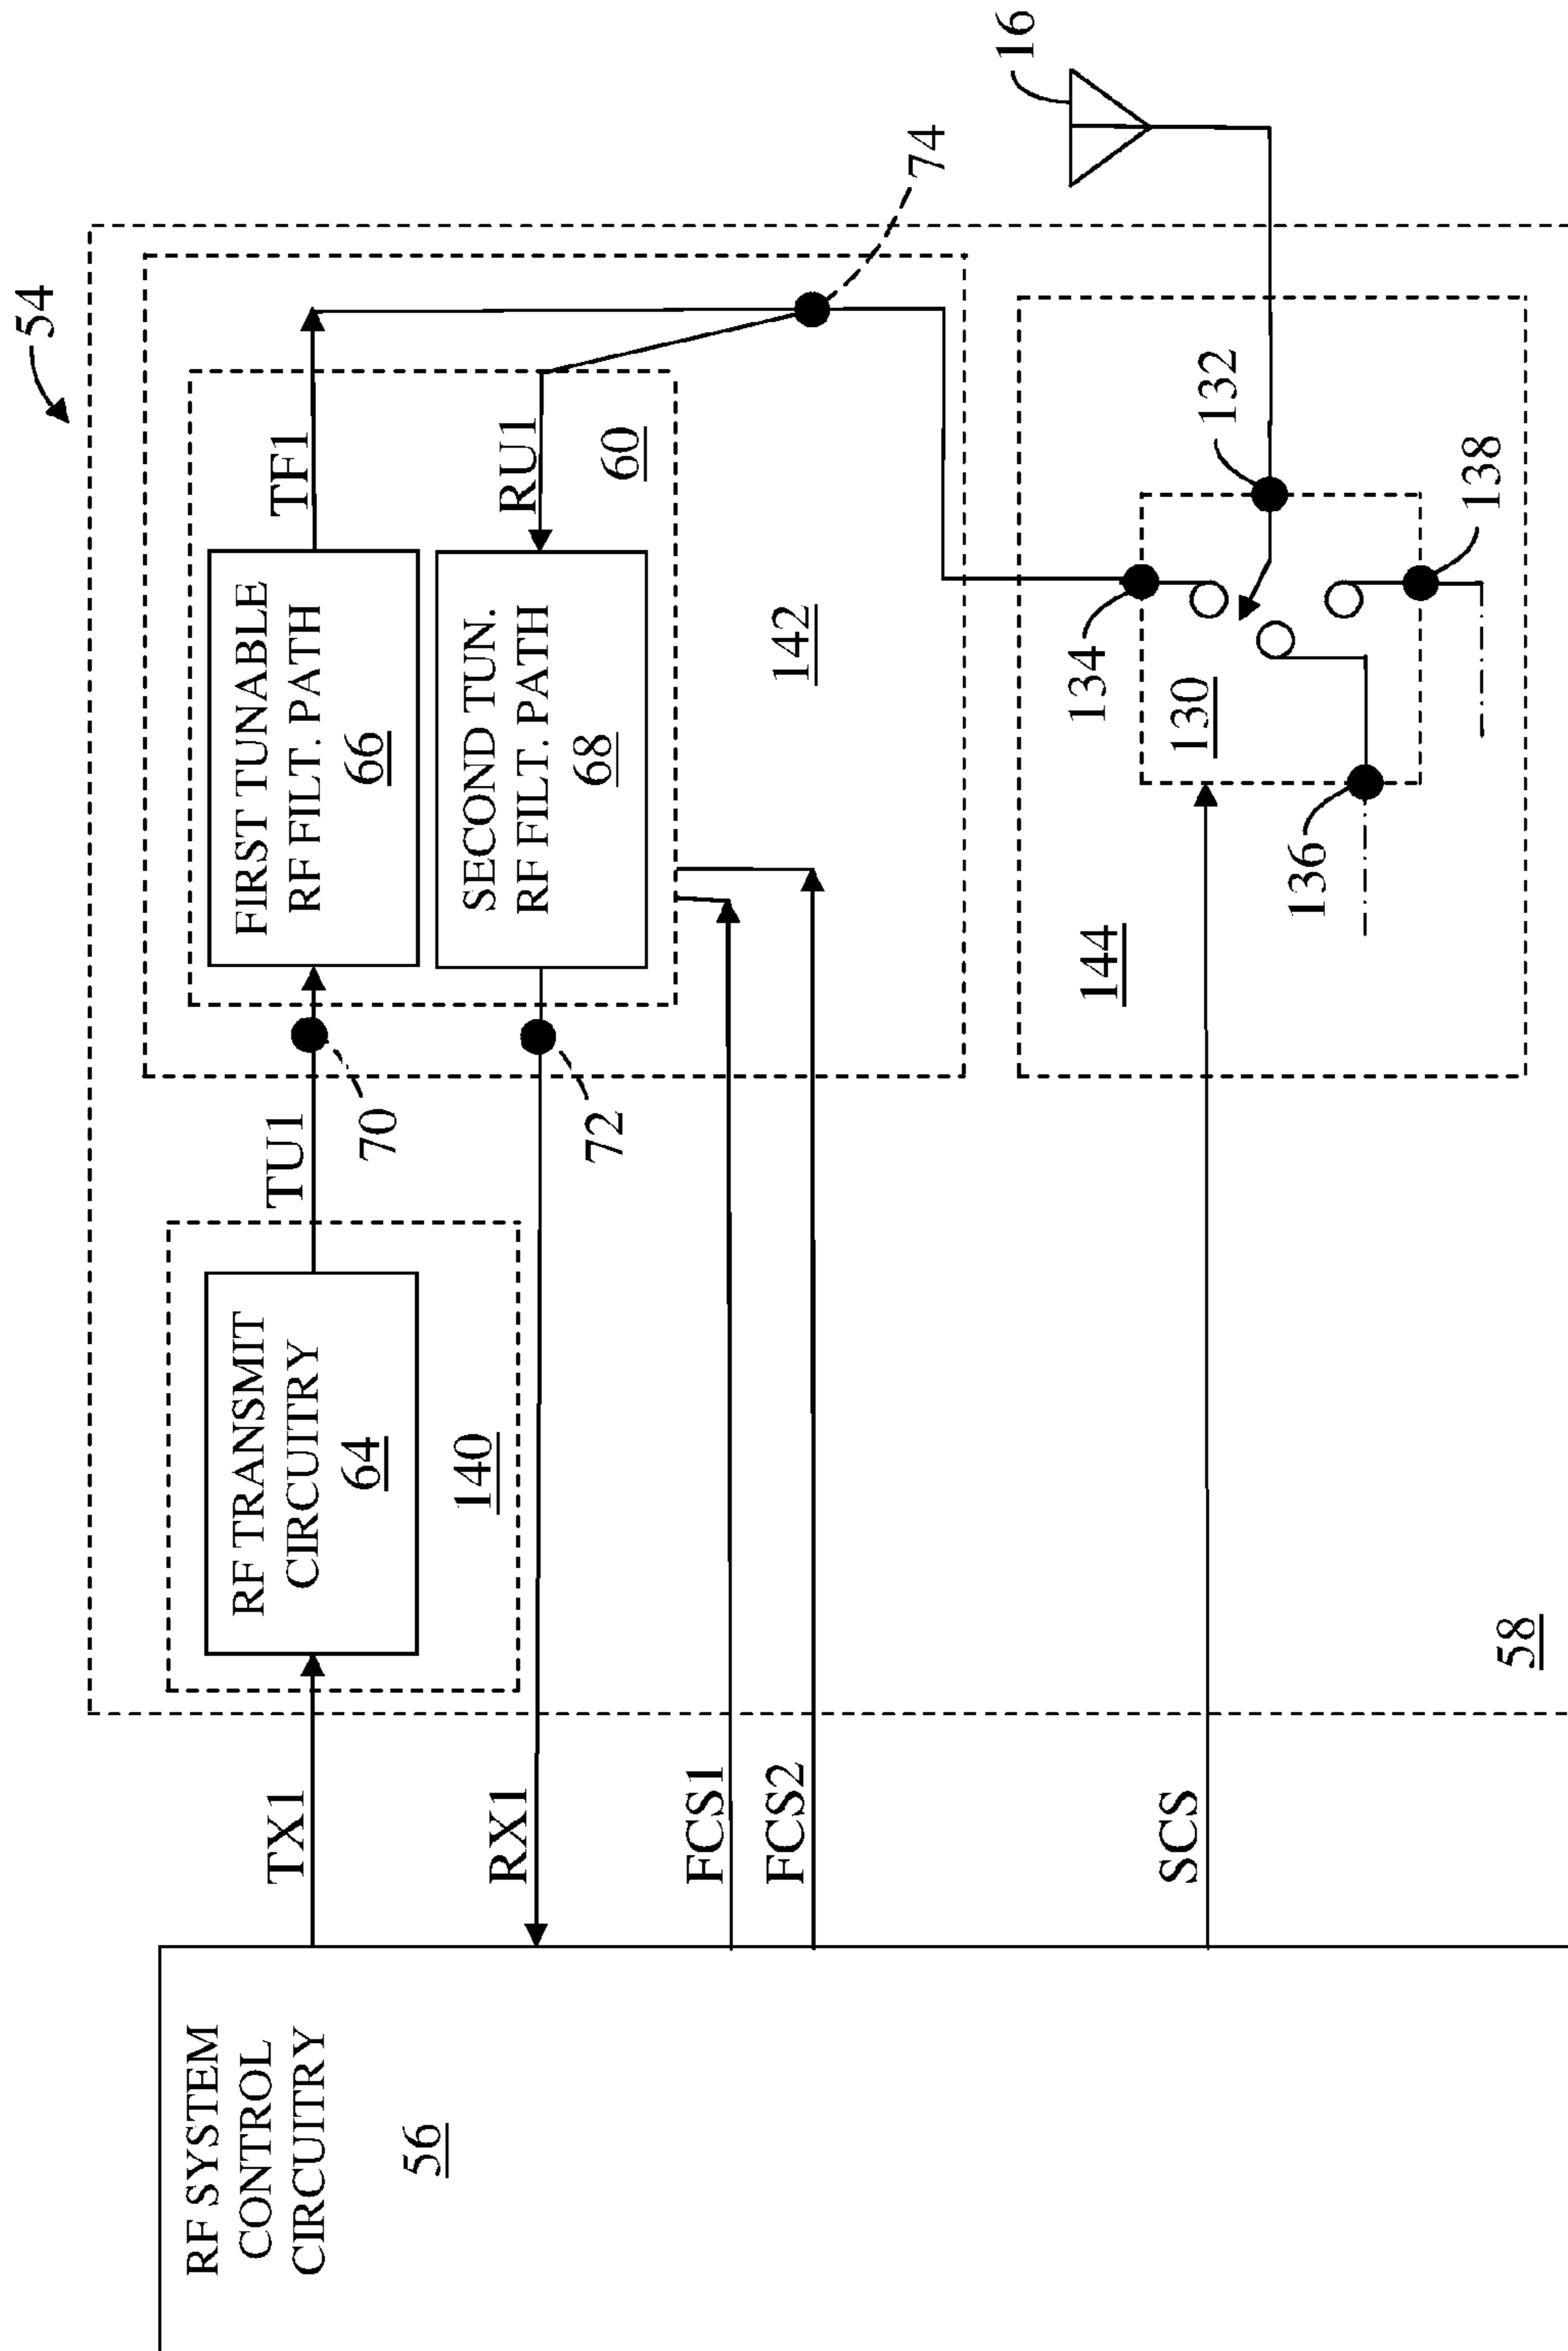 54
16
RF SYSTEM
CONTROL
CIRCUITRY
56
TX1
RX1
FCS1
FCS2
SCS
RF TRANSMIT
CIRCUITRY
64
140
TU1
70
72
FIRST TUNABLE
RF FILT. PATH
66
SECOND TUN.
RF FILT. PATH
68
TF1
RU1
60
142
74
144
130
132
134
136
138
58